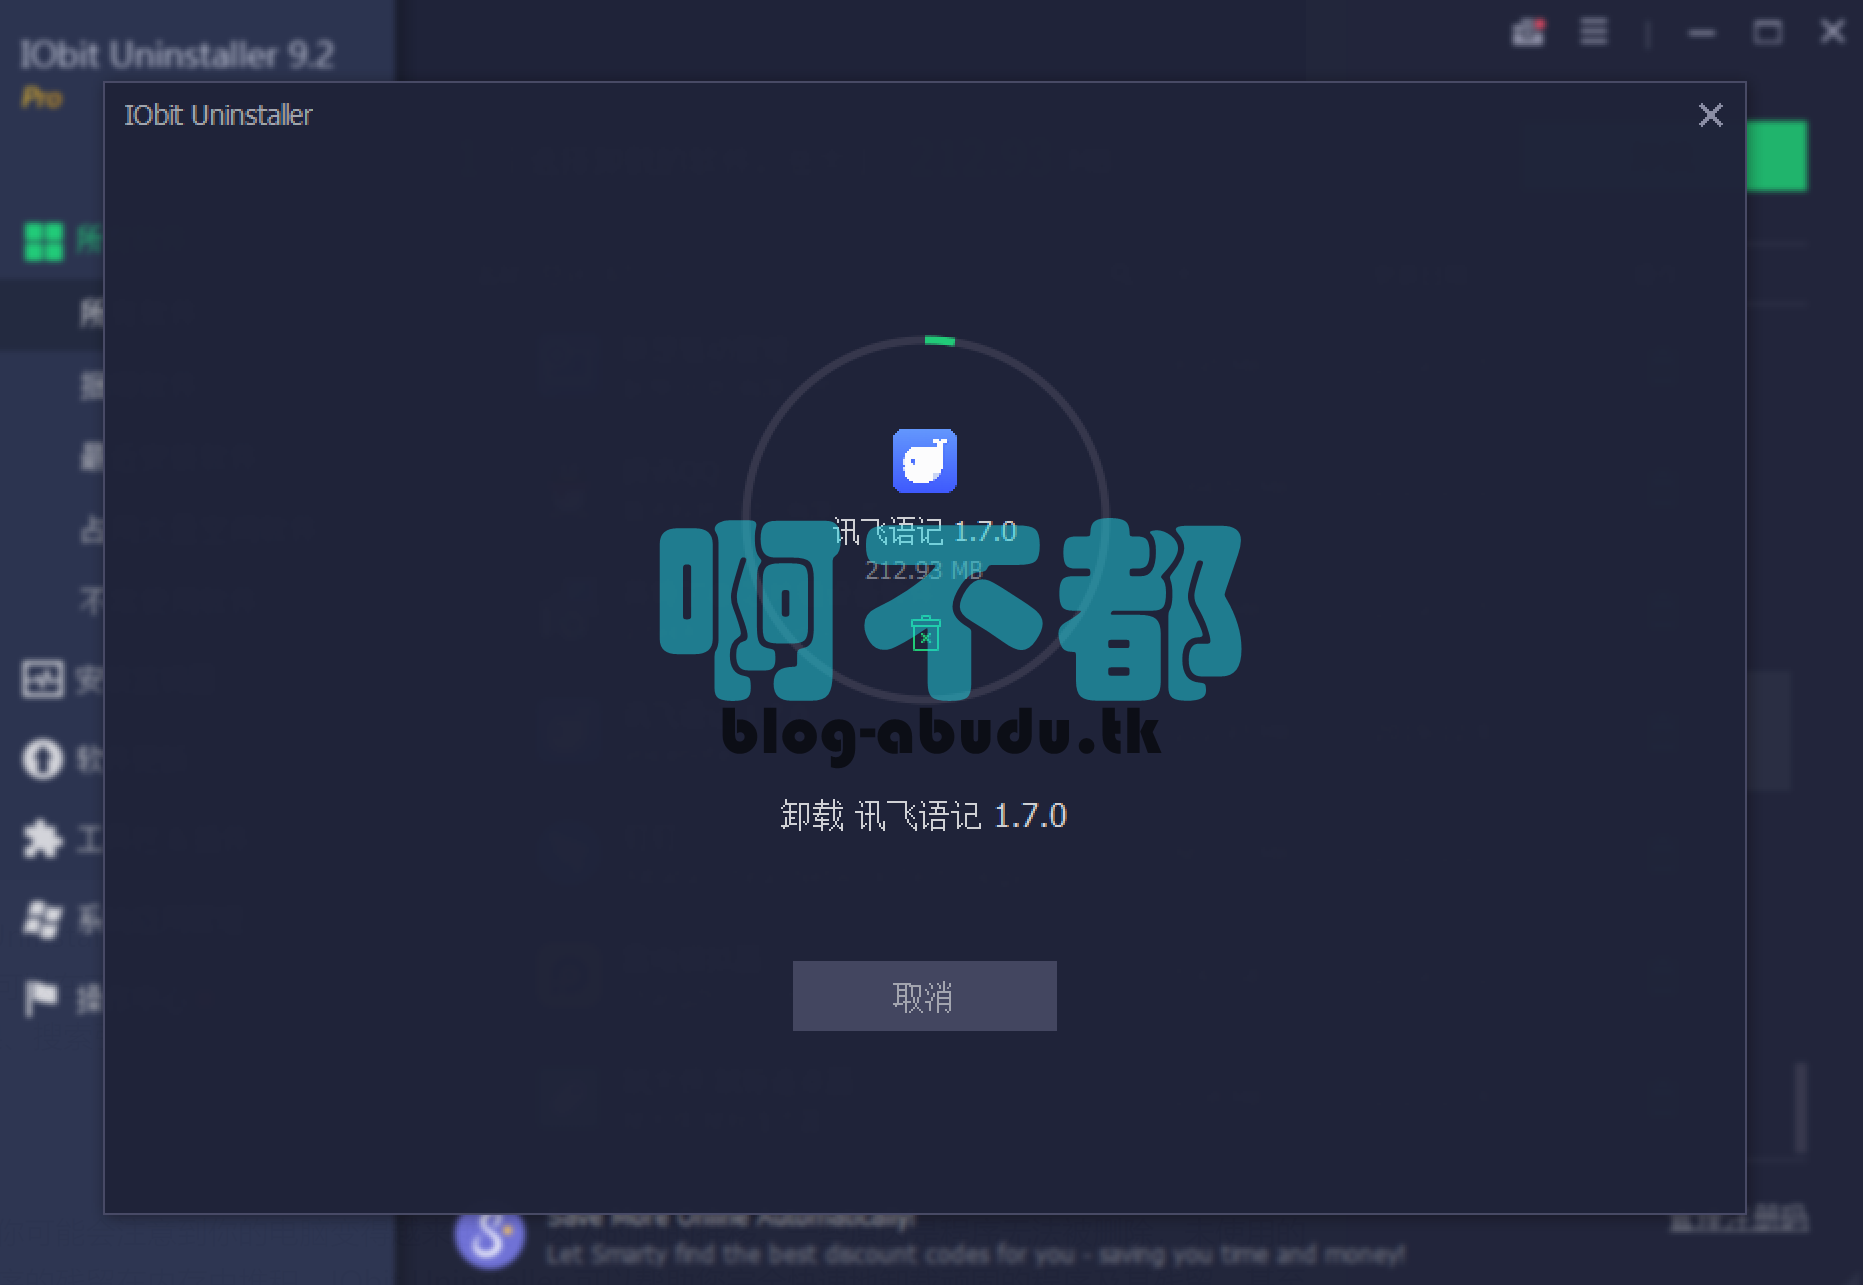 IObit Uninstaller 9.2
Pro
IObit Uninstaller
讯飞语记 1.7.0
212.93 MB
啊不都
blog-abudu.tk
卸载 讯飞语记 1.7.0
取消
Save More Online Automatically!
Let Smarty find the best discount codes for you - saving you time and money!